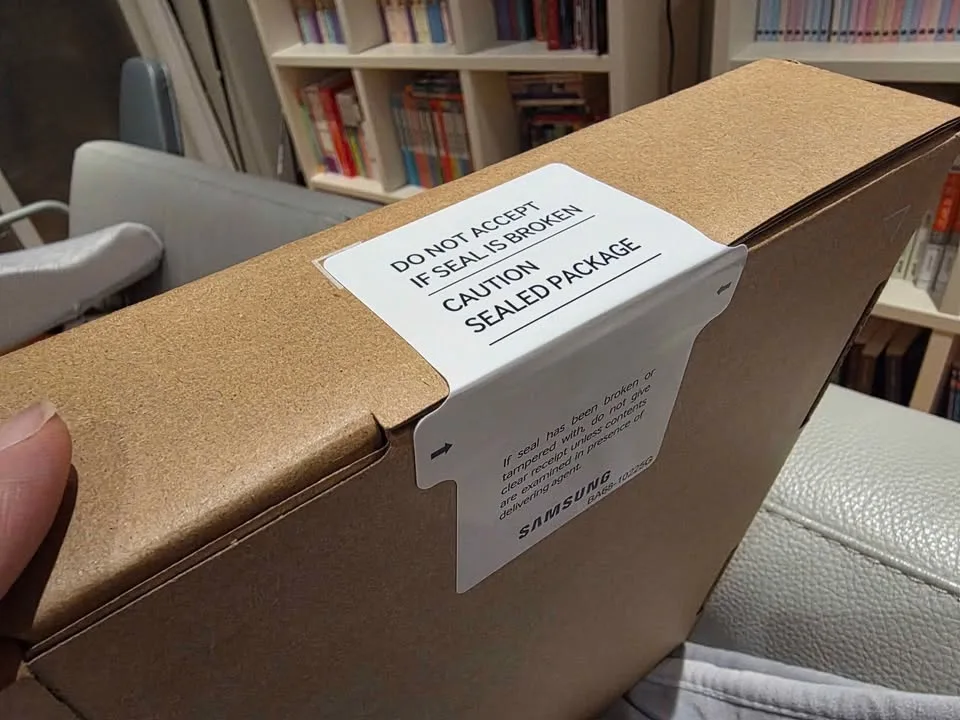 DO NOT ACCEPT
IF SEAL IS BROKEN
CAUTION
SEALED PACKAGE
If seal has been broken or
tampered with, do not give
clear receipt unless contents
are examined in presence of
delivering agent.
SAMSUNG
BA68-10225G